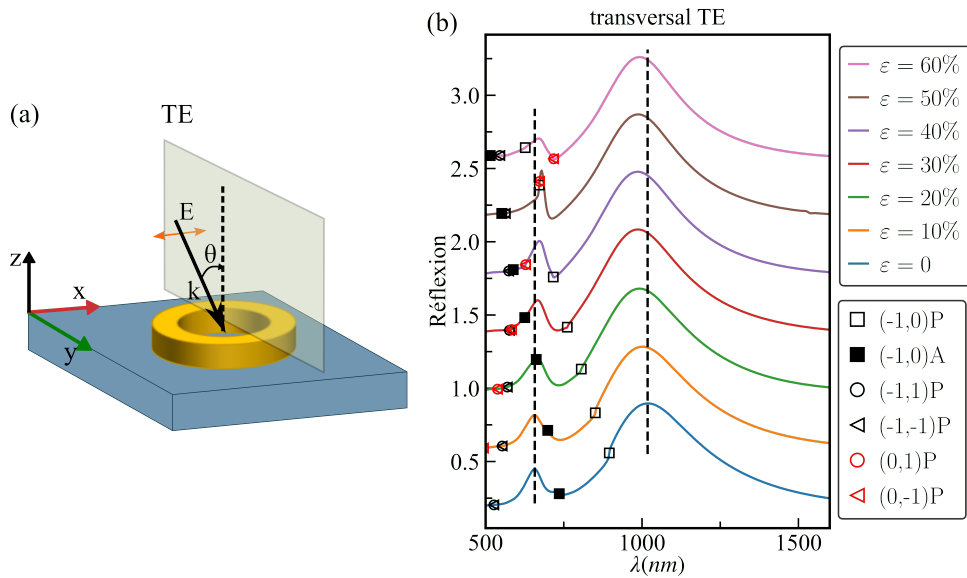 transversal TE
(a)
TE
E
θ
k
z
x
y
(b)
Réflexion
3.0
2.5
2.0
1.5
1.0
0.5
500
1000
1500
λ(nm)
ε = 60%
ε = 50%
ε = 40%
ε = 30%
ε = 20%
ε = 10%
ε = 0
(-1,0)P
(-1,0)A
(-1,1)P
(-1,-1)P
(0,1)P
(0,-1)P